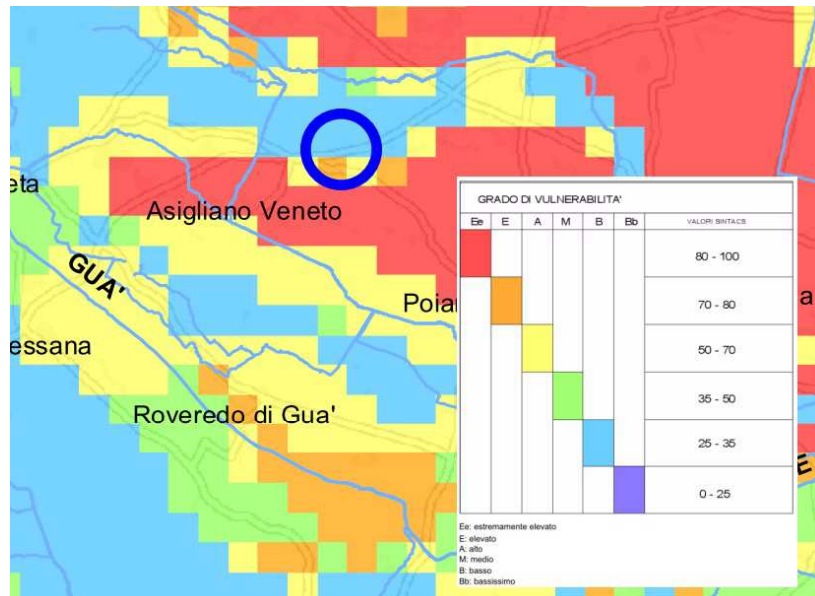 eta
Asigliano Veneto
GUA'
Poiar
essana
Roveredo di Gua'
a
E
GRADO DI VULNERABILITA'
Ee E A M B Bb VALORI SINTACS
80 - 100
70 - 80
50 - 70
35 - 50
25 - 35
0 - 25
Ee: estremamente elevato
E: elevato
A: alto
M: medio
B: basso
Bb: bassissimo